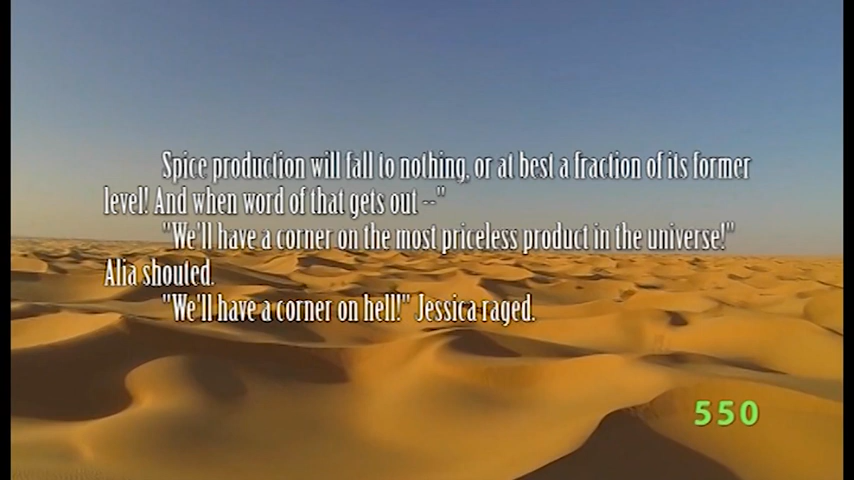 Spice production will fall to nothing, or at best a fraction of its former
level! And when word of that gets out --"
"We'll have a corner on the most priceless product in the universe!"
Alia shouted.
"We'll have a corner on hell!" Jessica raged.
550